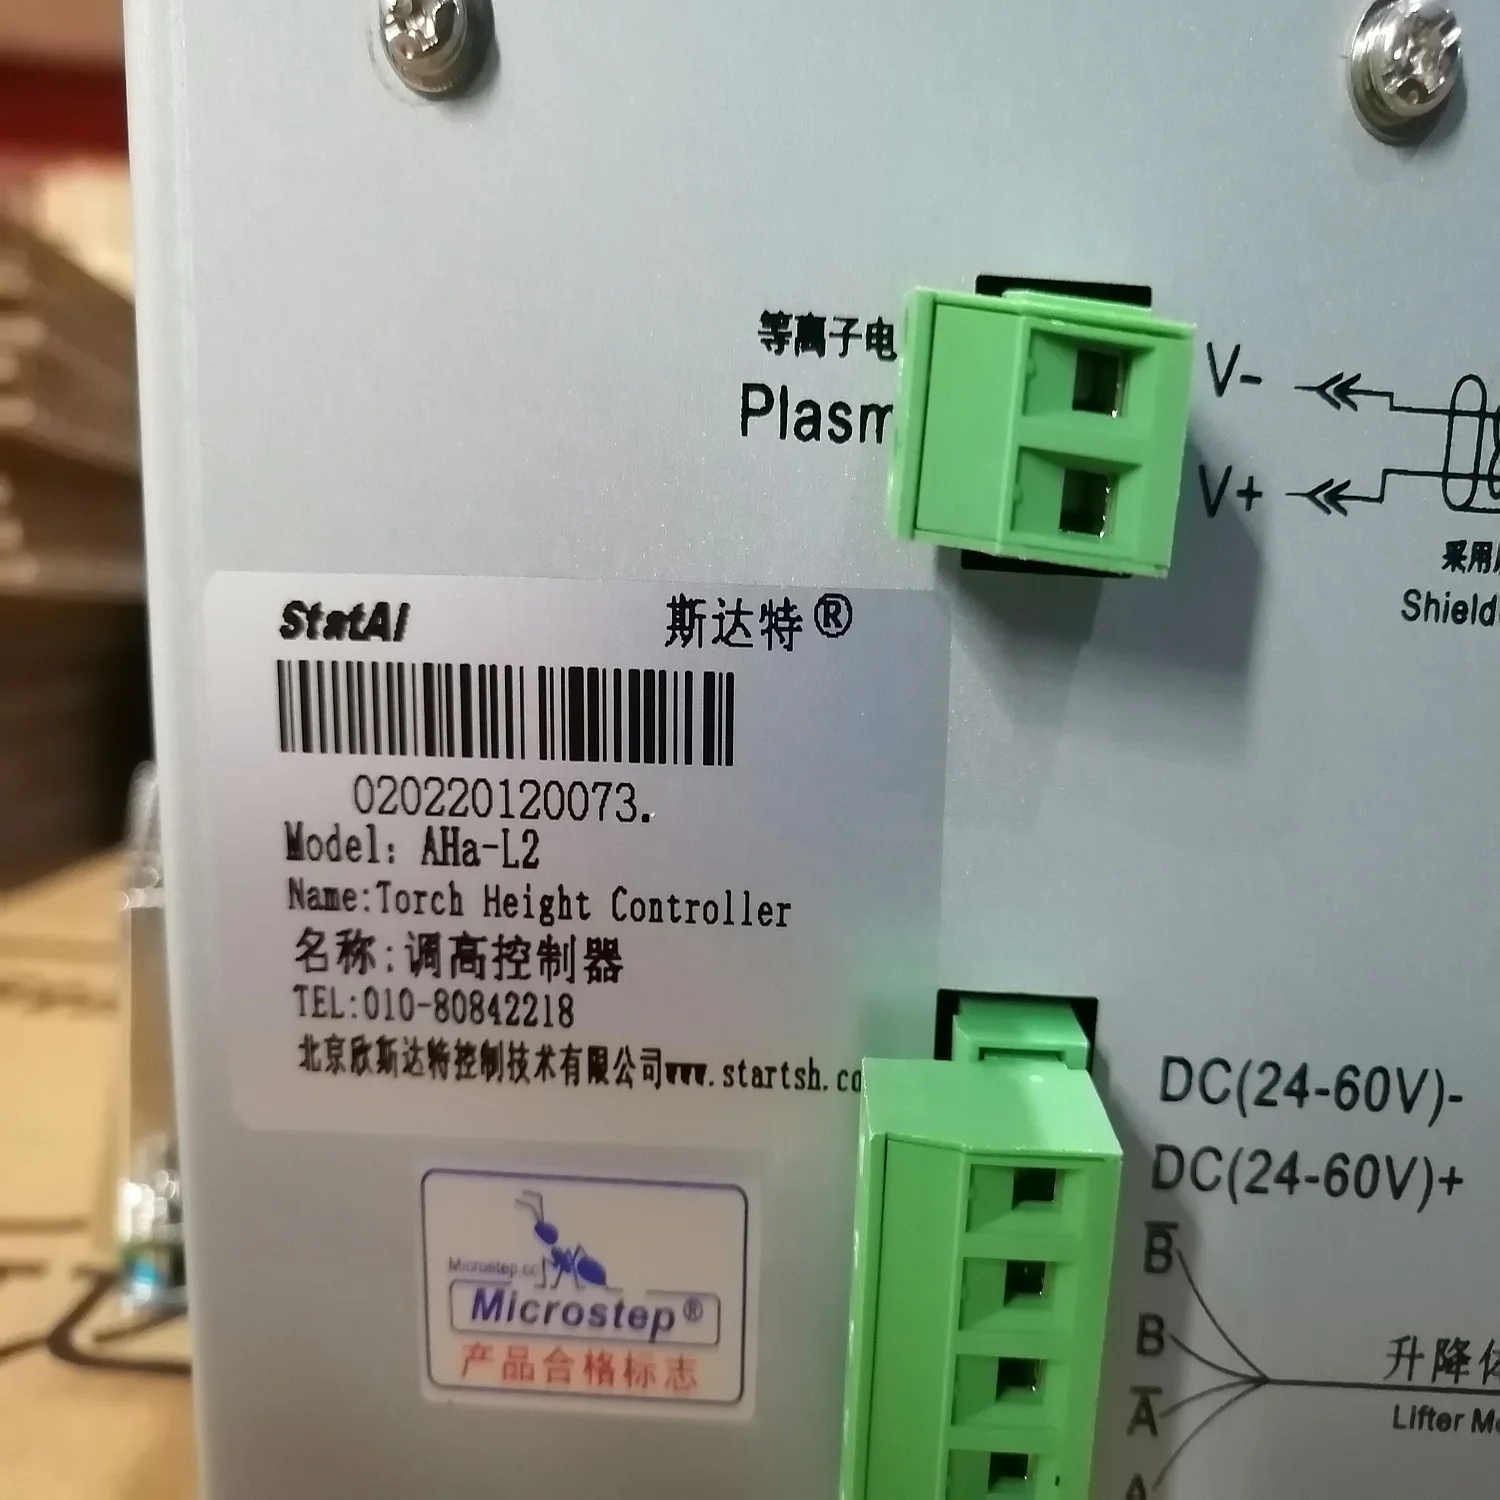 等离子电
Plasm
V-
V+
采用
Shield
StatAI 斯达特®
020220120073.
Model: AHa-L2
Name:Torch Height Controller
名称:调高控制器
TEL:010-80842218
北京欣斯达特控制技术有限公司www.startsh.co
DC(24-60V)-
DC(24-60V)+
B̅
B
A̅
A
升降
Lifter M
Microstep.cc
Microstep®
产品合格标志